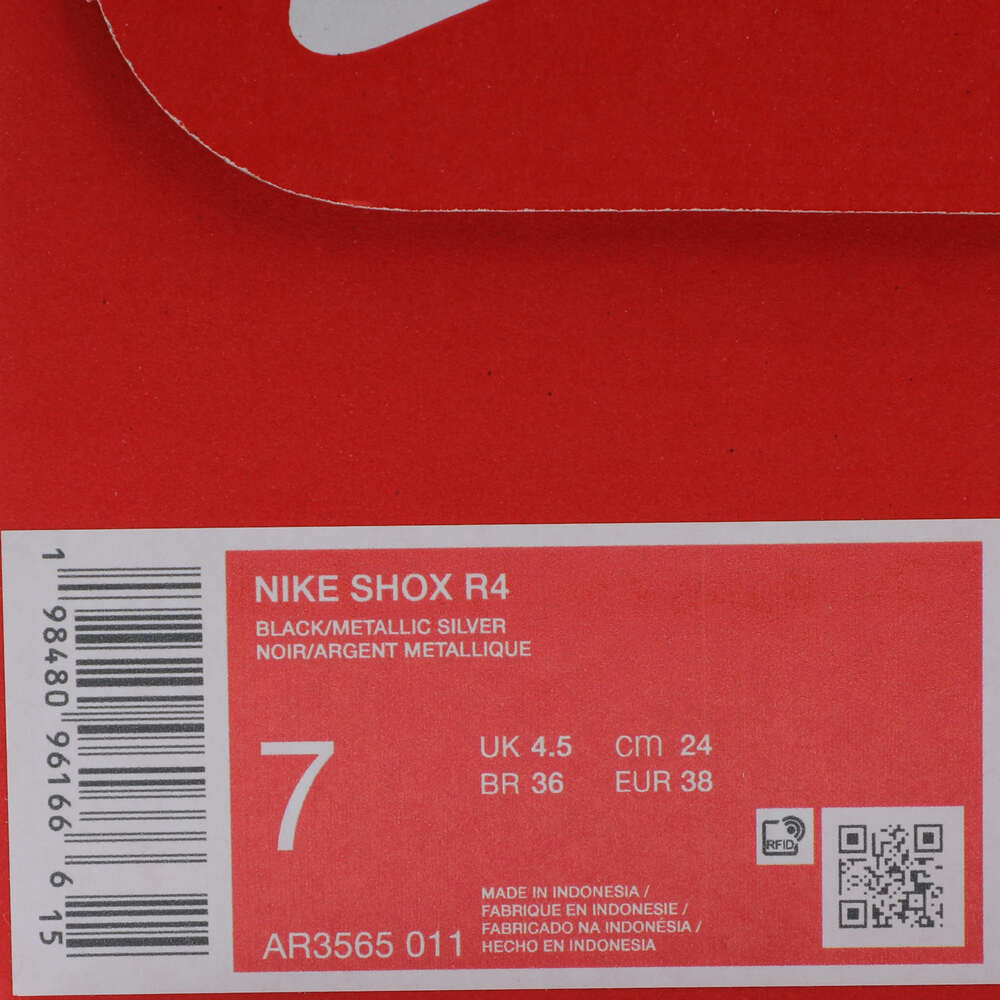 NIKE SHOX R4
BLACK/METALLIC SILVER
NOIR/ARGENT METALLIQUE
7
UK 4.5 cm 24
BR 36 EUR 38
RFID
MADE IN INDONESIA /
FABRIQUE EN INDONESIE /
FABRICADO NA INDONÉSIA /
HECHO EN INDONESIA
AR3565 011
1 98480 96166 6 15